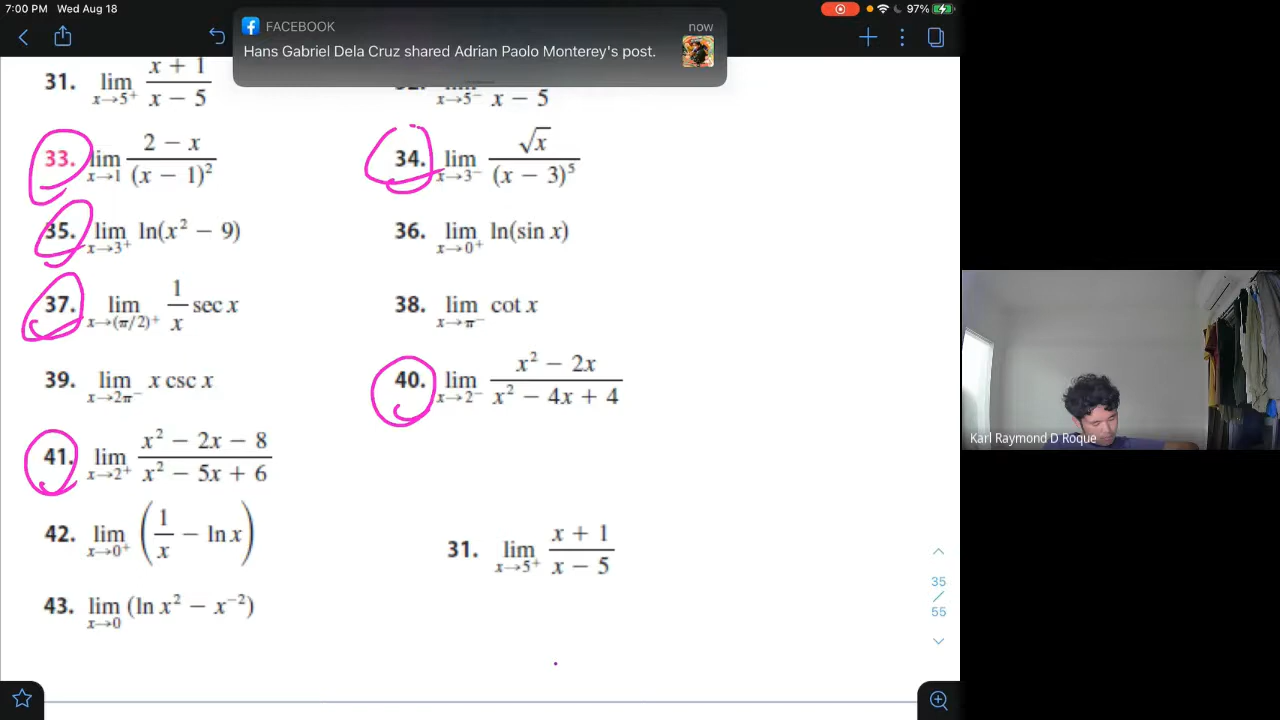 7:00 PM Wed Aug 18
97%
FACEBOOK
now
Hans Gabriel Dela Cruz shared Adrian Paolo Monterey's post.
31. lim x→5⁺ (x + 1)/(x − 5)
x→5⁻ x − 5
33. lim x→1 (2 − x)/(x − 1)²
34. lim x→3⁻ √x/(x − 3)⁵
35. lim x→3⁺ ln(x² − 9)
36. lim x→0⁺ ln(sin x)
37. lim x→(π/2)⁺ 1/x sec x
38. lim x→π⁻ cot x
39. lim x→2π⁻ x csc x
40. lim x→2⁻ (x² − 2x)/(x² − 4x + 4)
41. lim x→2⁺ (x² − 2x − 8)/(x² − 5x + 6)
42. lim x→0⁺ (1/x − ln x)
31. lim x→5⁺ (x + 1)/(x − 5)
43. lim x→0 (ln x² − x⁻²)
35
/
55
Karl Raymond D Roque